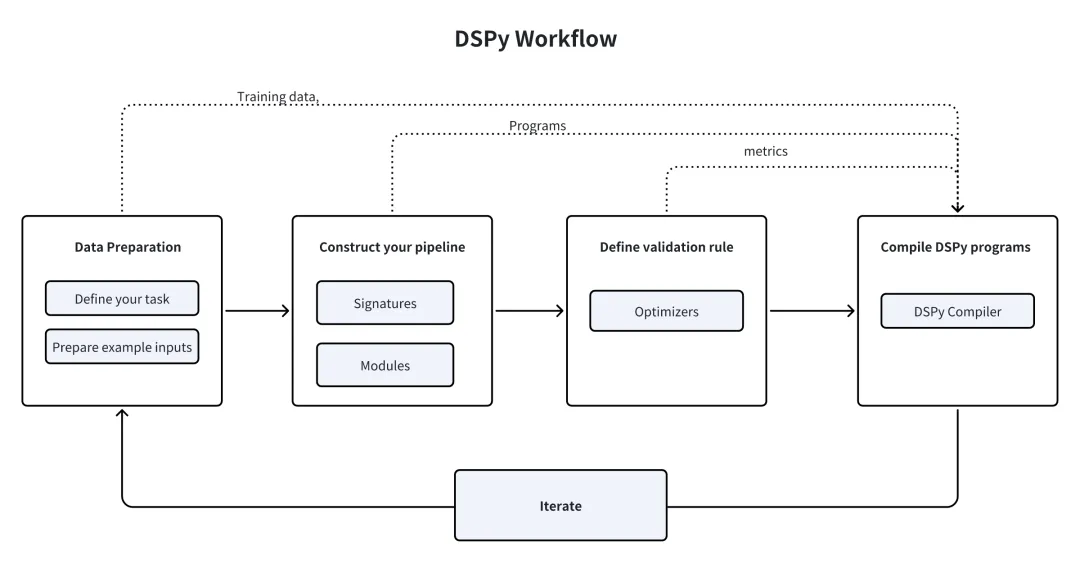 DSPy Workflow
Training data,
Programs
metrics
Data Preparation
Define your task
Prepare example inputs
Construct your pipeline
Signatures
Modules
Define validation rule
Optimizers
Compile DSPy programs
DSPy Compiler
Iterate